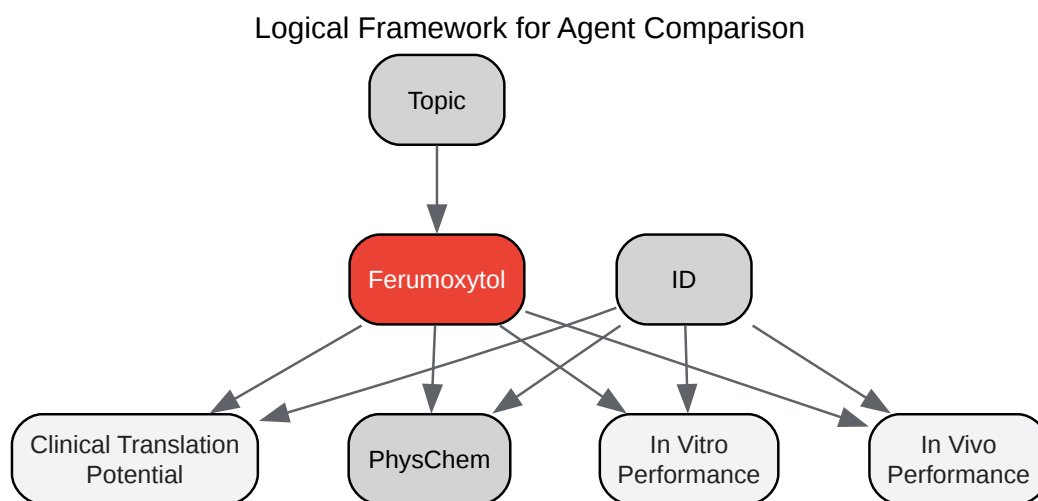 Logical Framework for Agent Comparison
Topic
Ferumoxytol
ID
Clinical Translation
Potential
PhysChem
In Vitro
Performance
In Vivo
Performance